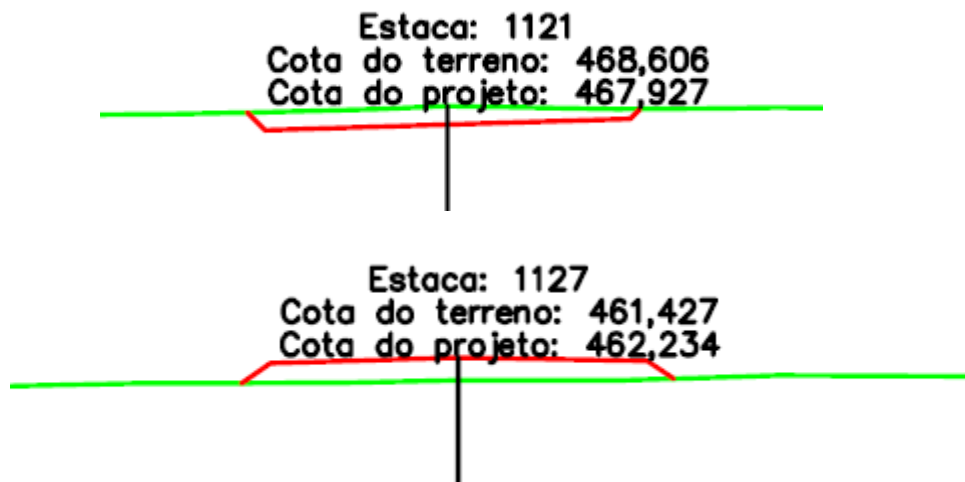 Estaca: 1121
Cota do terreno: 468,606
Cota do projeto: 467,927
Estaca: 1127
Cota do terreno: 461,427
Cota do projeto: 462,234